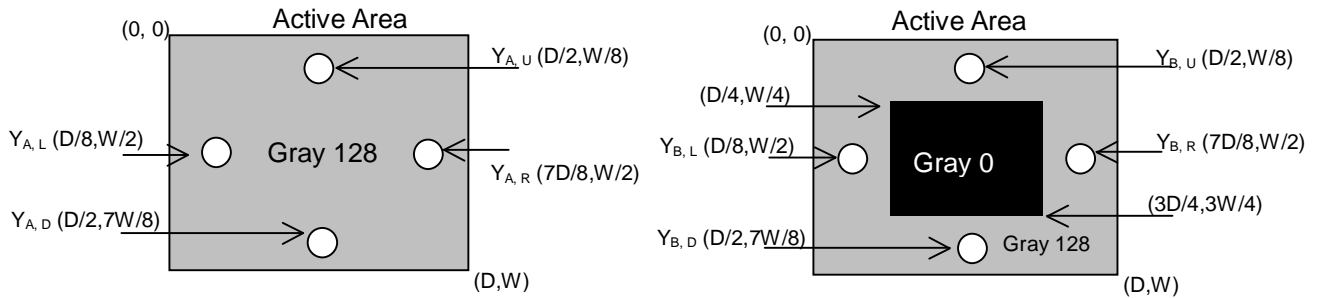 Active Area
(0, 0)
Y_A, U (D/2,W/8)
Y_A, L (D/8,W/2)
Gray 128
Y_A, R (7D/8,W/2)
Y_A, D (D/2,7W/8)
(D,W)
Active Area
(0, 0)
Y_B, U (D/2,W/8)
(D/4,W/4)
Y_B, L (D/8,W/2)
Gray 0
Y_B, R (7D/8,W/2)
(3D/4,3W/4)
Y_B, D (D/2,7W/8)
Gray 128
(D,W)